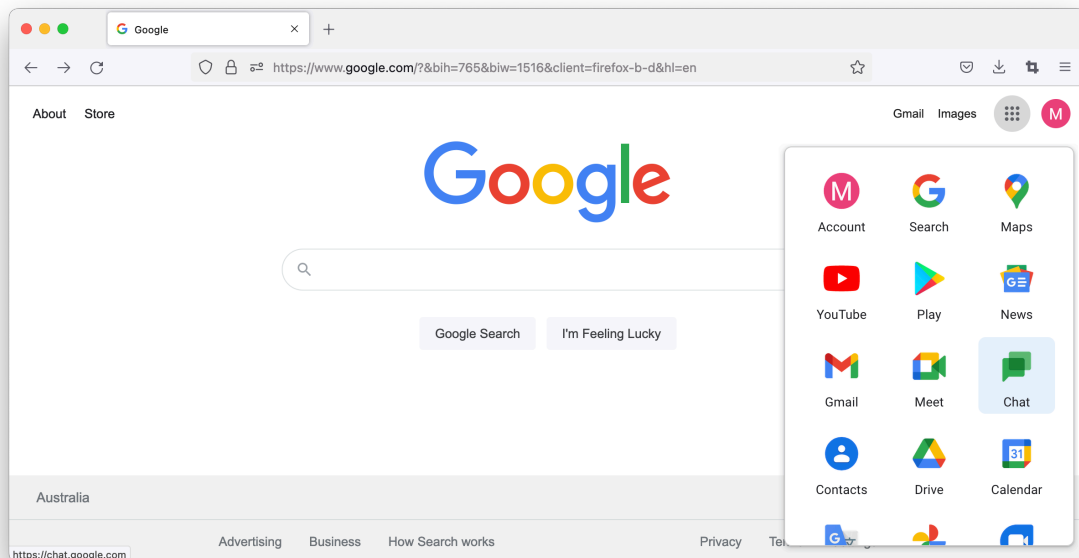 Google
https://www.google.com/?&bih=765&biw=1516&client=firefox-b-d&hl=en
About Store Gmail Images M
Google
M
Account Search Maps
YouTube Play News
Google Search I'm Feeling Lucky
Gmail Meet Chat
31
Contacts Drive Calendar
Australia
Advertising Business How Search works Privacy
https://chat.google.com